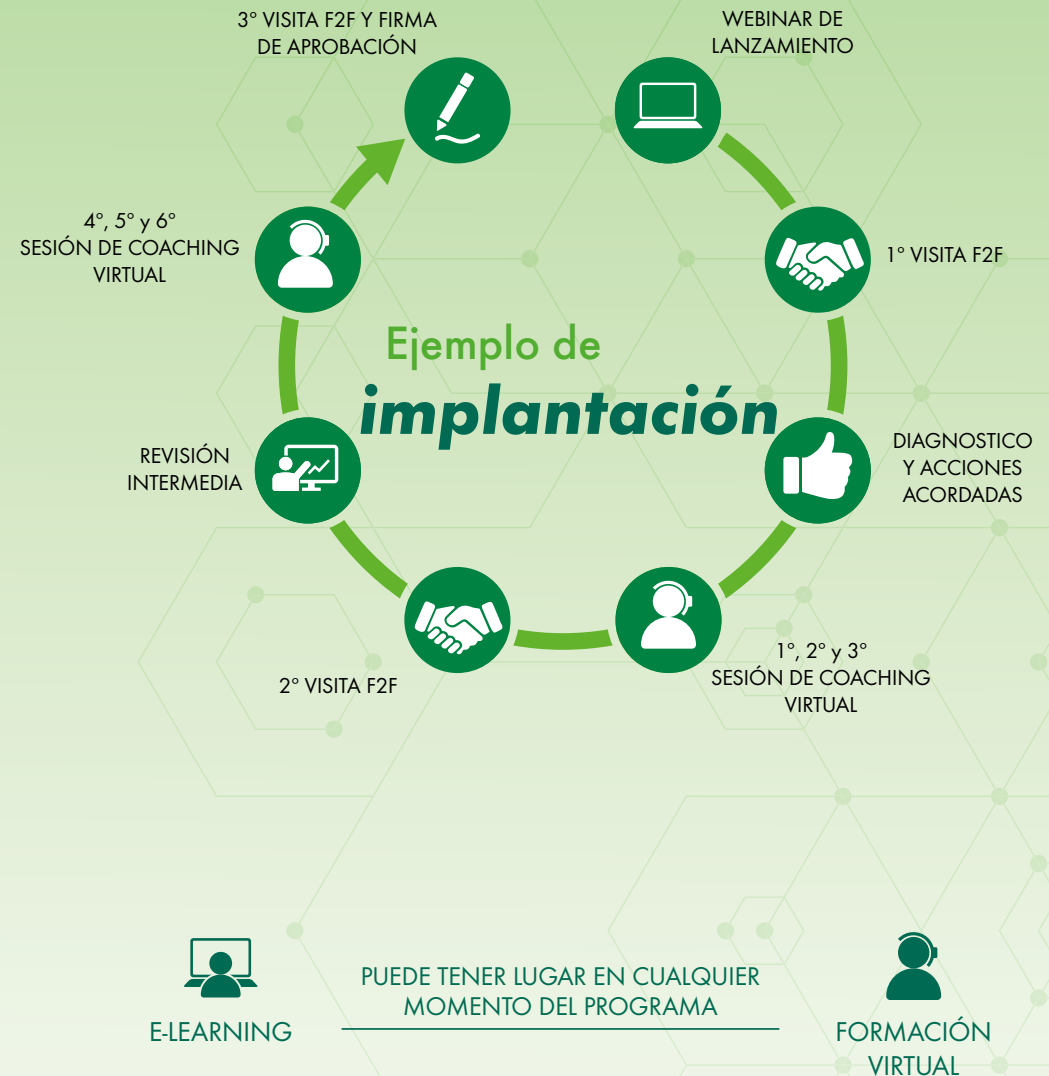 3° VISITA F2F Y FIRMA
DE APROBACIÓN
WEBINAR DE
LANZAMIENTO
4°, 5° y 6°
SESIÓN DE COACHING
VIRTUAL
1° VISITA F2F
Ejemplo de
implantación
REVISIÓN
INTERMEDIA
DIAGNOSTICO
Y ACCIONES
ACORDADAS
2° VISITA F2F
1°, 2° y 3°
SESIÓN DE COACHING
VIRTUAL
E-LEARNING
PUEDE TENER LUGAR EN CUALQUIER
MOMENTO DEL PROGRAMA
FORMACIÓN
VIRTUAL